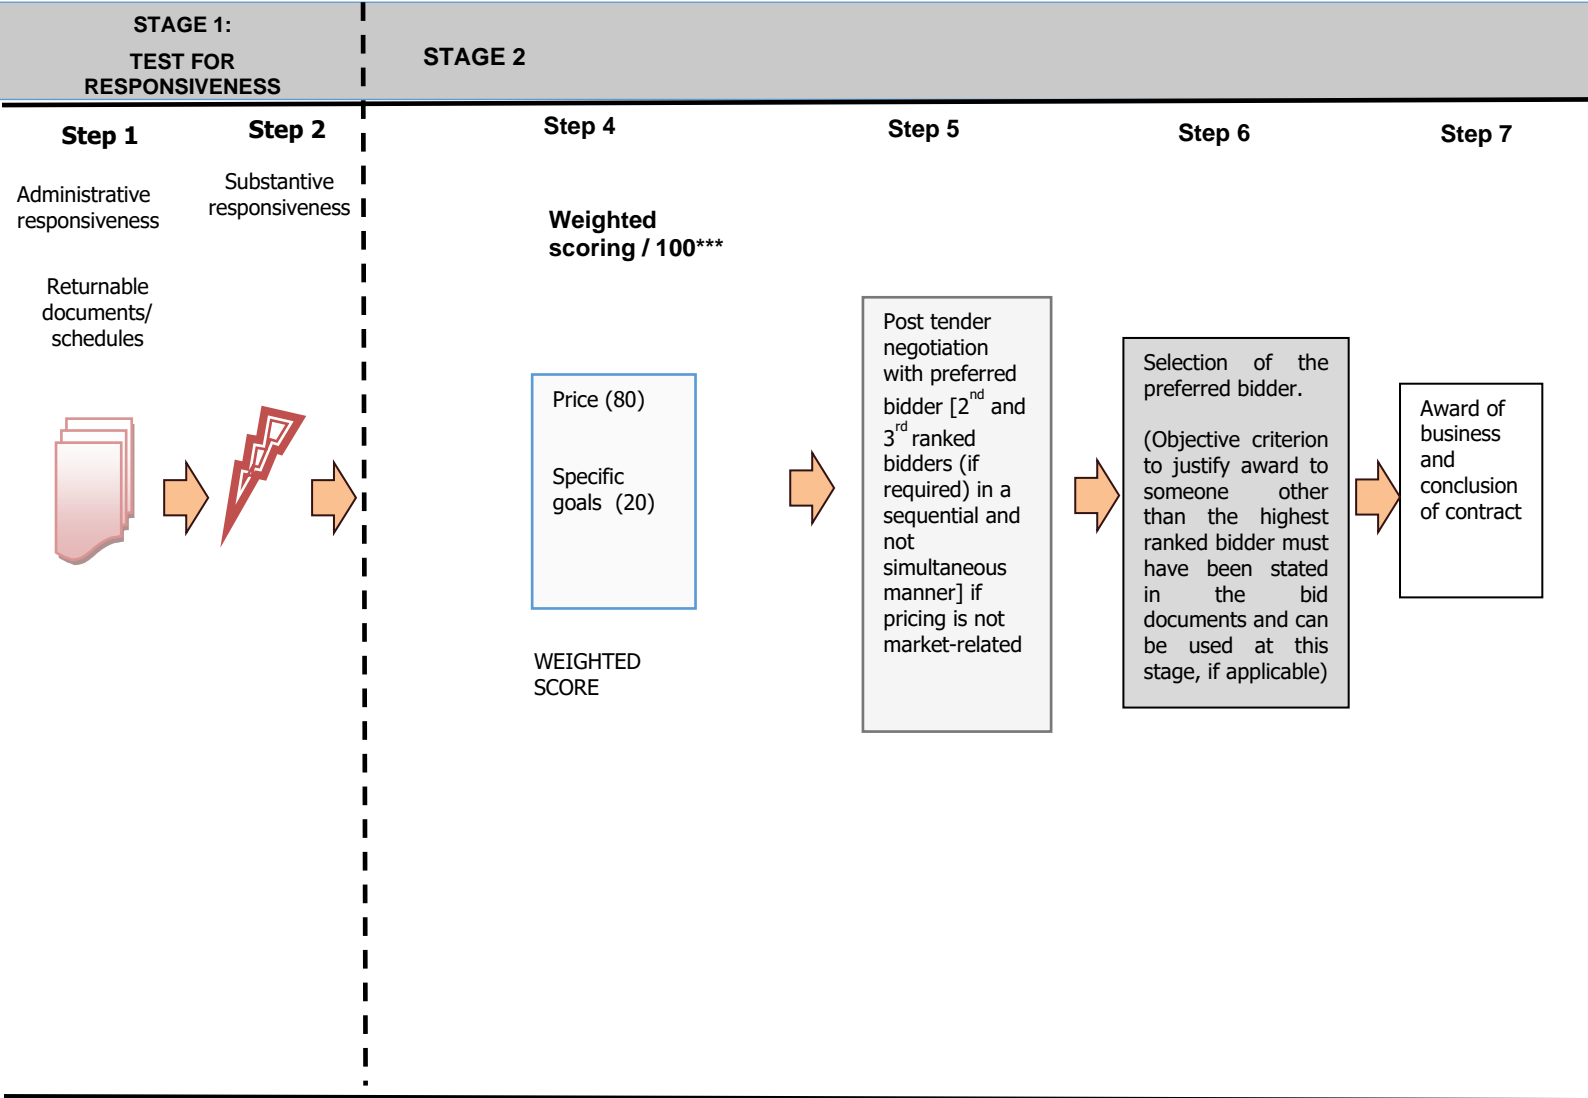 STAGE 1:
TEST FOR
RESPONSIVENESS
STAGE 2
Step 1
Administrative
responsiveness
Returnable
documents/
schedules
Step 2
Substantive
responsiveness
Step 4
Weighted
scoring / 100***
Price (80)
Specific
goals (20)
WEIGHTED
SCORE
Step 5
Post tender
negotiation
with preferred
bidder [2nd and
3rd ranked
bidders (if
required) in a
sequential and
not
simultaneous
manner] if
pricing is not
market-related
Step 6
Selection of the
preferred bidder.
(Objective criterion
to justify award to
someone other
than the highest
ranked bidder must
have been stated
in the bid
documents and can
be used at this
stage, if applicable)
Step 7
Award of
business
and
conclusion
of contract